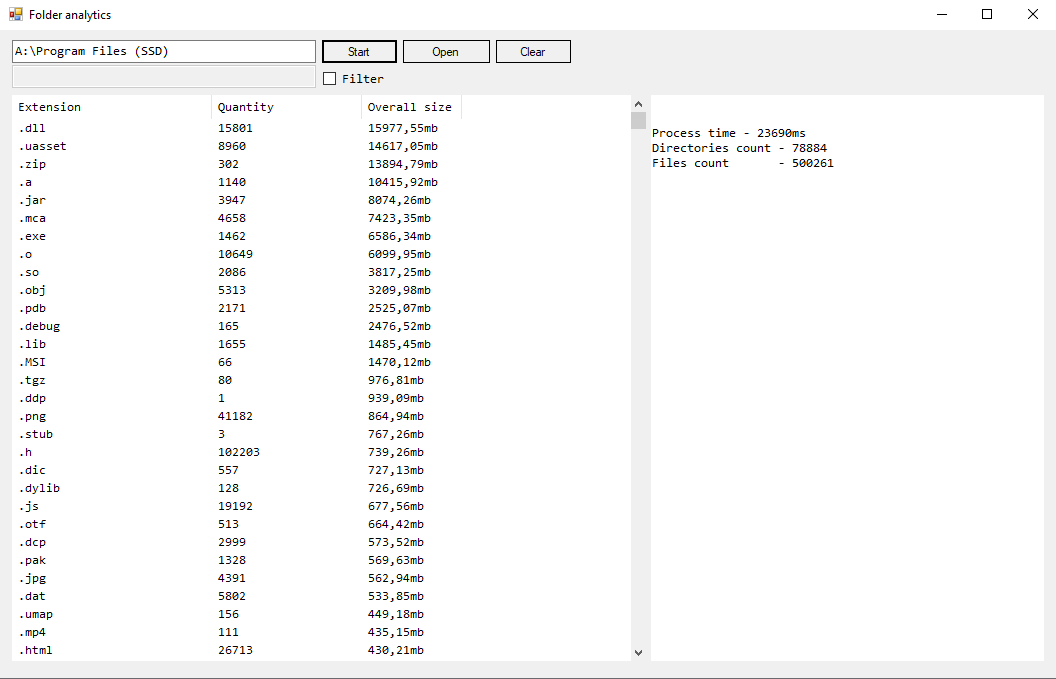 Folder analytics
A:\Program Files (SSD) Start Open Clear
Filter
Extension Quantity Overall size
.dll 15801 15977,55mb
.uasset 8960 14617,05mb
.zip 302 13894,79mb
.a 1140 10415,92mb
.jar 3947 8074,26mb
.mca 4658 7423,35mb
.exe 1462 6586,34mb
.o 10649 6099,95mb
.so 2086 3817,25mb
.obj 5313 3209,98mb
.pdb 2171 2525,07mb
.debug 165 2476,52mb
.lib 1655 1485,45mb
.MSI 66 1470,12mb
.tgz 80 976,81mb
.ddp 1 939,09mb
.png 41182 864,94mb
.stub 3 767,26mb
.h 102203 739,26mb
.dic 557 727,13mb
.dylib 128 726,69mb
.js 19192 677,56mb
.otf 513 664,42mb
.dcp 2999 573,52mb
.pak 1328 569,63mb
.jpg 4391 562,94mb
.dat 5802 533,85mb
.umap 156 449,18mb
.mp4 111 435,15mb
.html 26713 430,21mb
Process time - 23690ms
Directories count - 78884
Files count - 500261